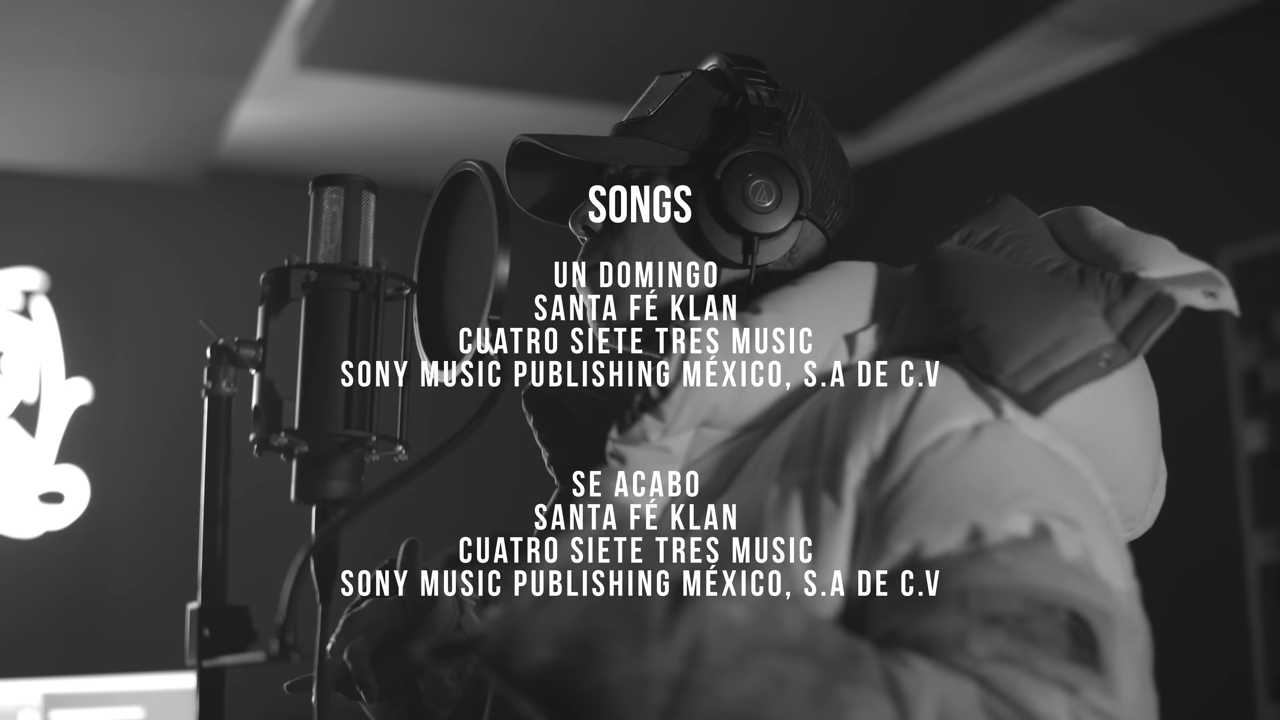 SONGS
UN DOMINGO
SANTA FÉ KLAN
CUATRO SIETE TRES MUSIC
SONY MUSIC PUBLISHING MÉXICO, S.A DE C.V
SE ACABO
SANTA FÉ KLAN
CUATRO SIETE TRES MUSIC
SONY MUSIC PUBLISHING MÉXICO, S.A DE C.V